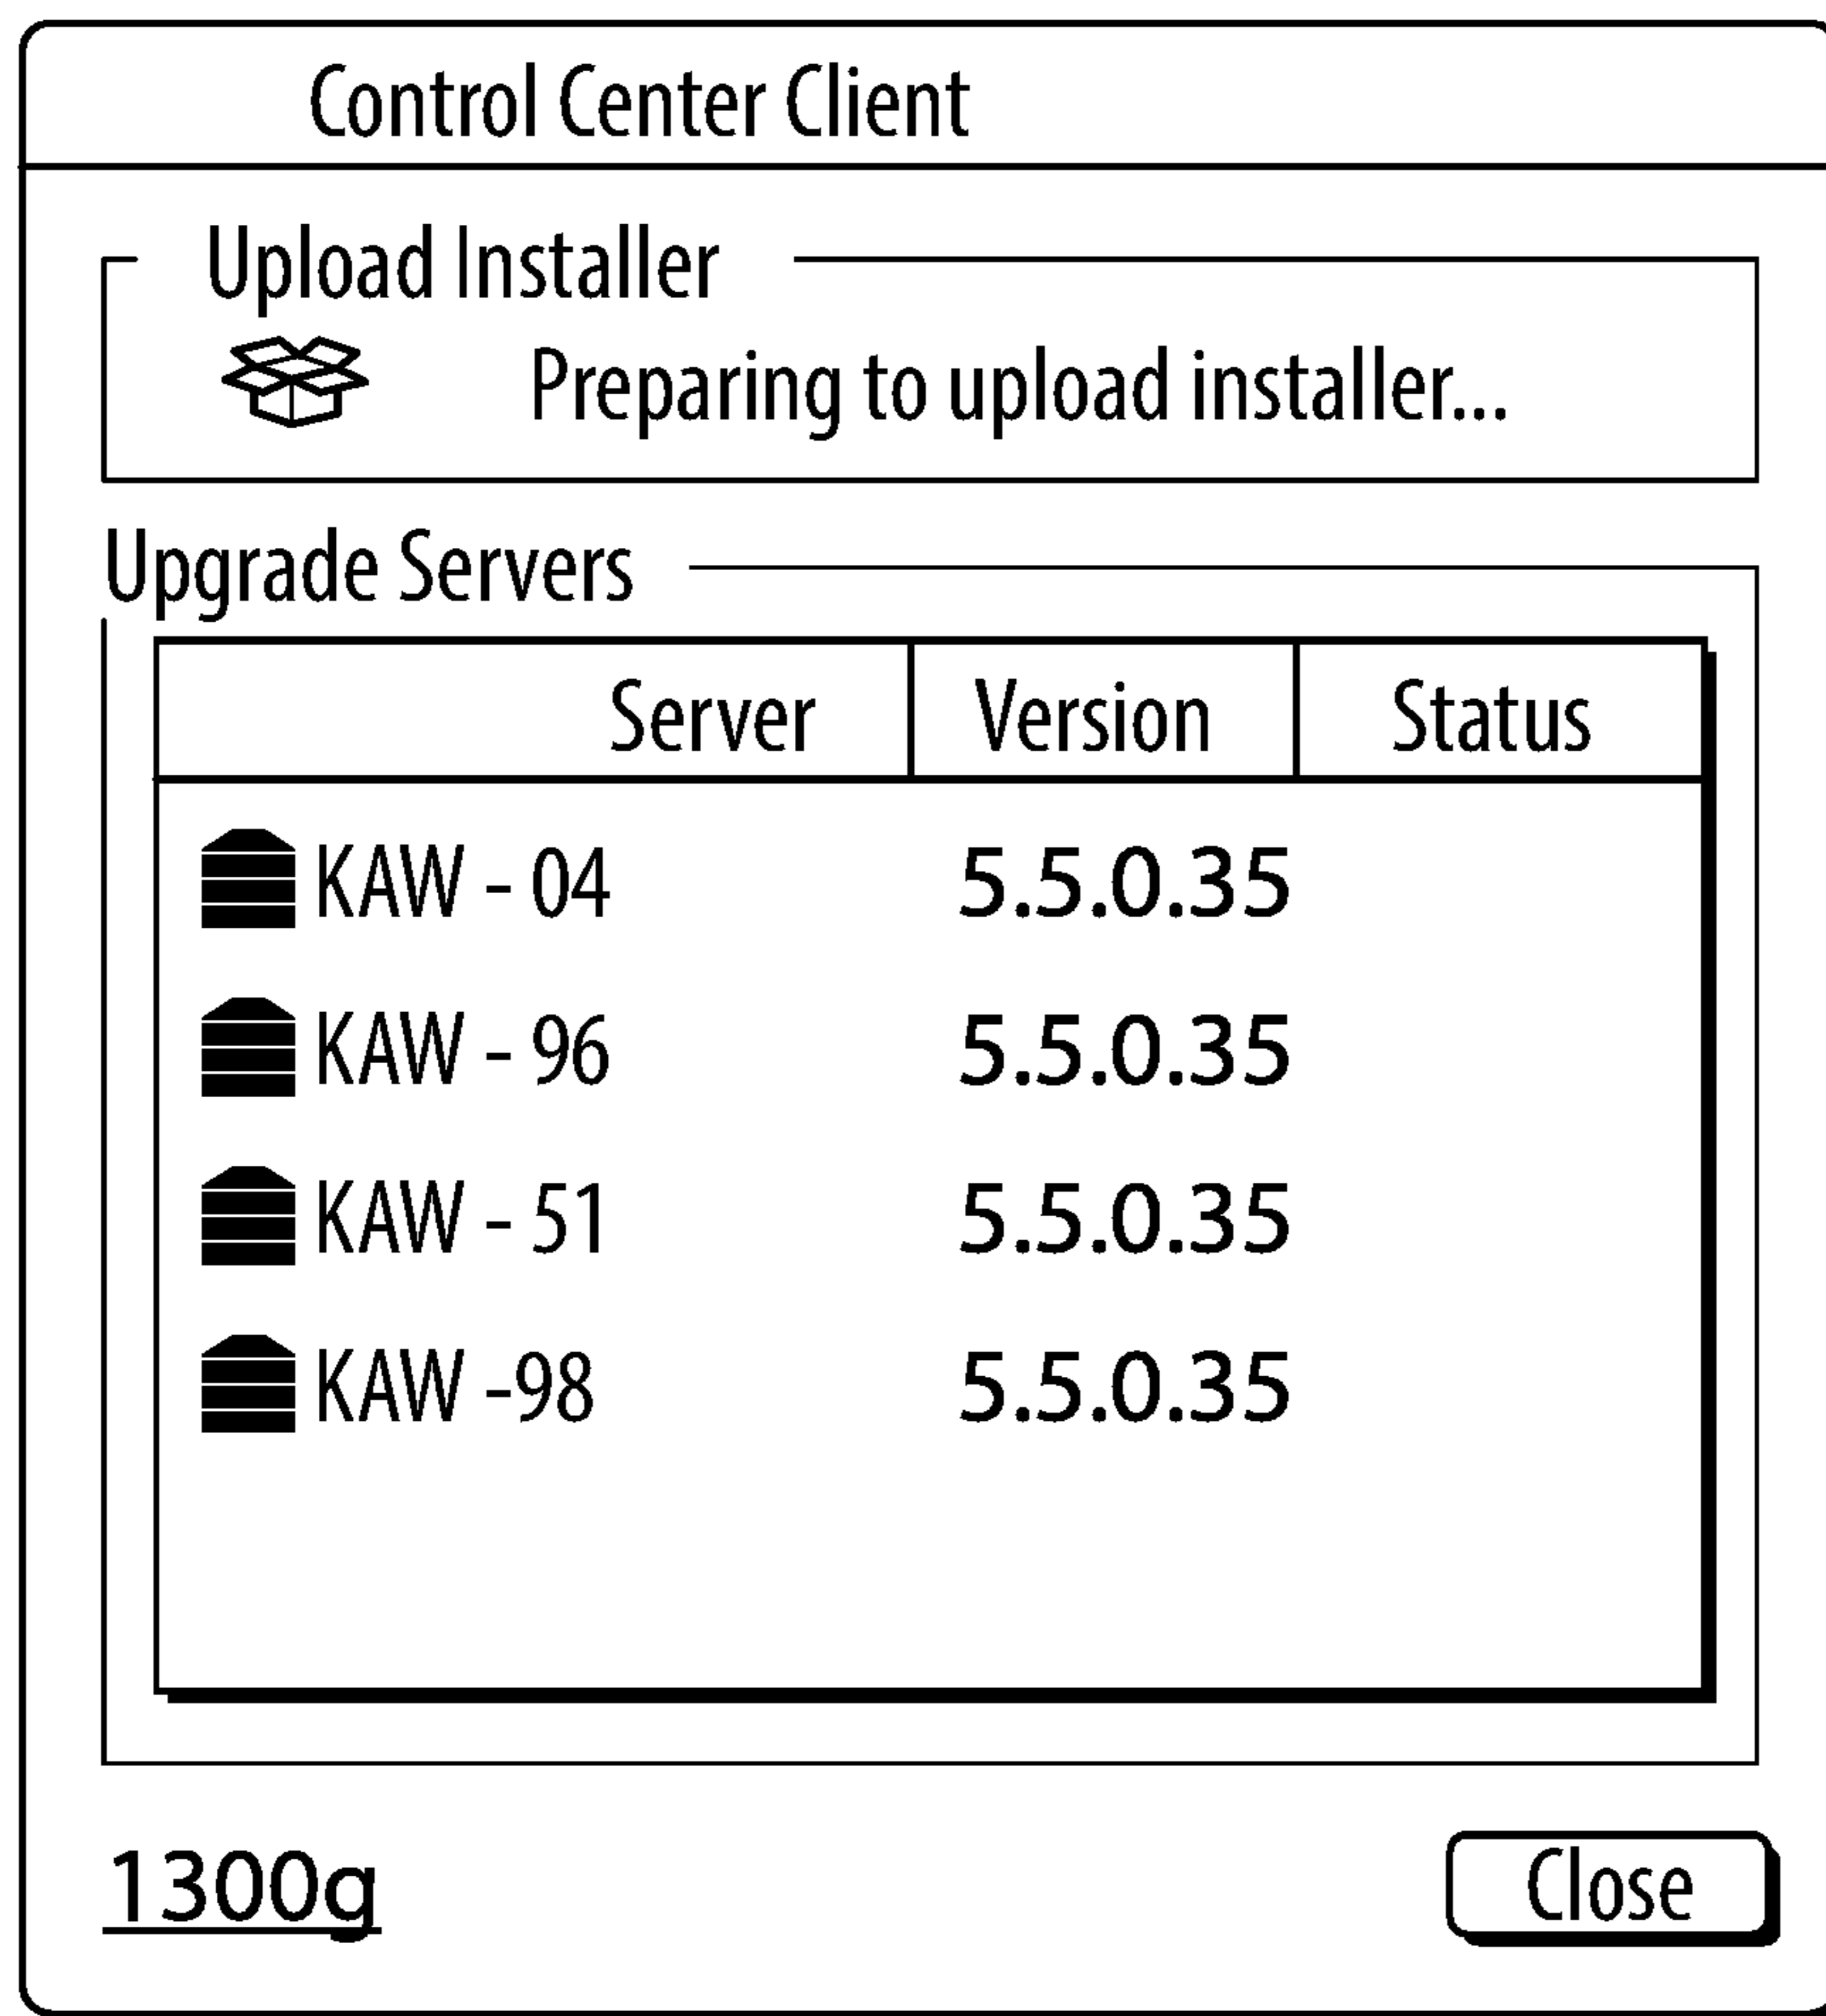 Control Center Client
Upload Installer
Preparing to upload installer...
Upgrade Servers
Server Version Status
KAW - 04 5.5.0.35
KAW - 96 5.5.0.35
KAW - 51 5.5.0.35
KAW -98 5.5.0.35
1300g Close